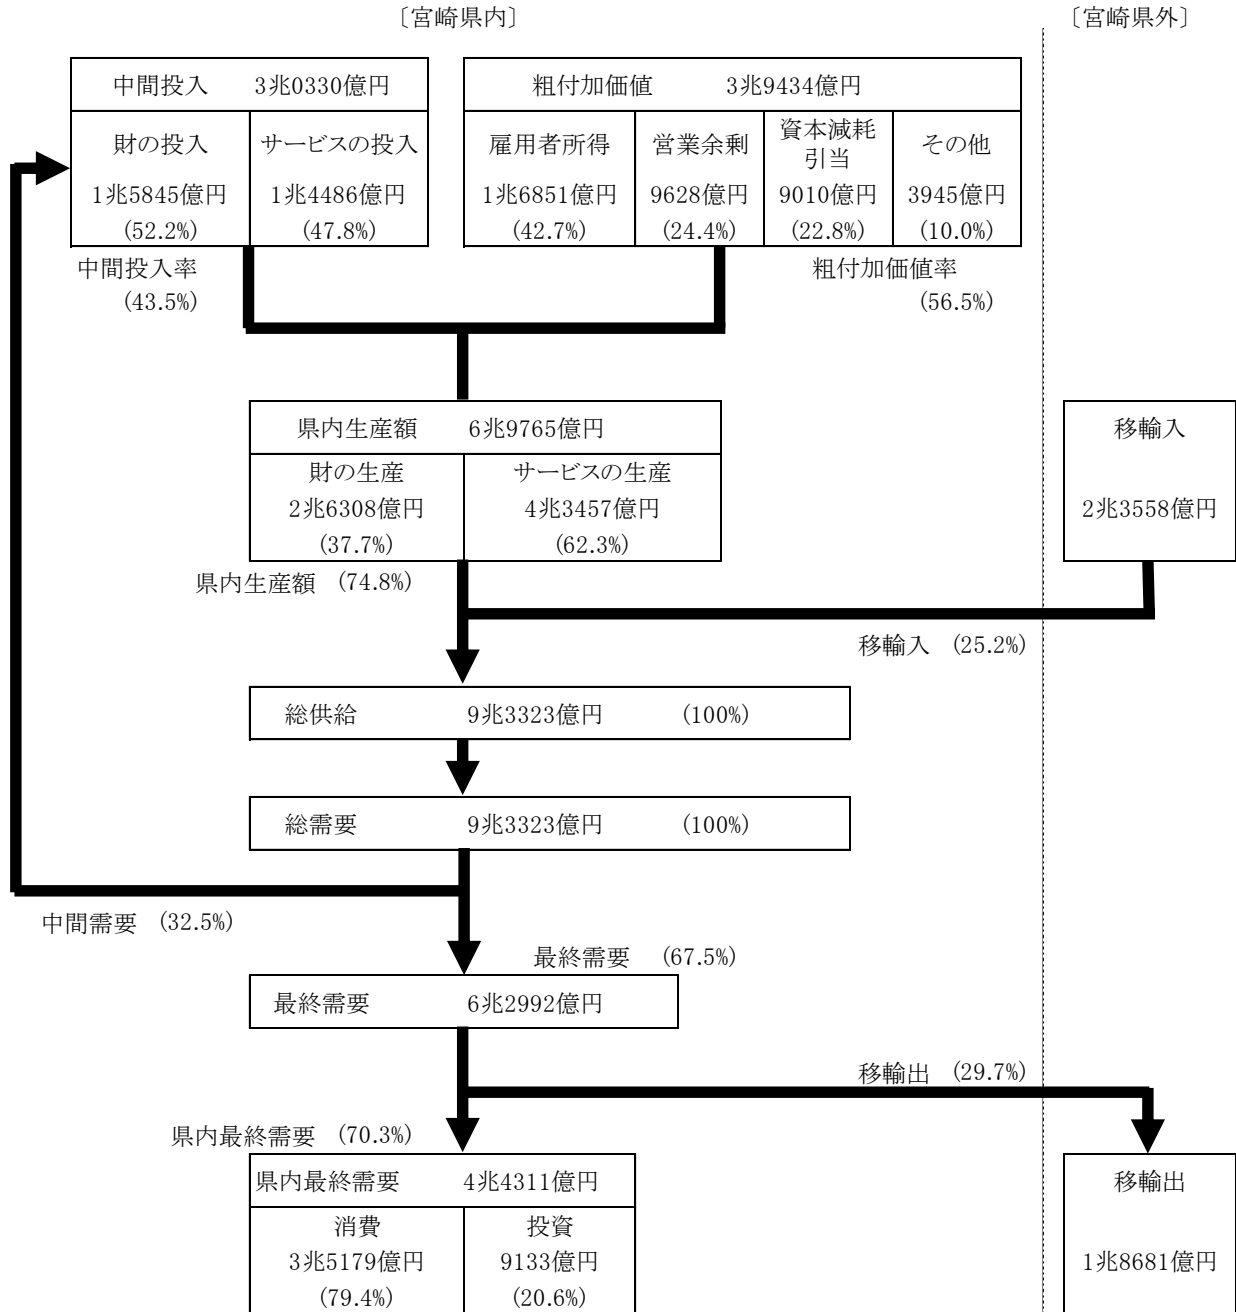 〔宮崎県内〕
〔宮崎県外〕
中間投入 3兆0330億円
粗付加価値 3兆9434億円
財の投入
1兆5845億円
(52.2%)
サービスの投入
1兆4486億円
(47.8%)
雇用者所得
1兆6851億円
(42.7%)
営業余剰
9628億円
(24.4%)
資本減耗
引当
9010億円
(22.8%)
その他
3945億円
(10.0%)
中間投入率
(43.5%)
粗付加価値率
(56.5%)
県内生産額 6兆9765億円
財の生産
2兆6308億円
(37.7%)
サービスの生産
4兆3457億円
(62.3%)
移輸入
2兆3558億円
県内生産額 (74.8%)
移輸入 (25.2%)
総供給 9兆3323億円 (100%)
総需要 9兆3323億円 (100%)
中間需要 (32.5%)
最終需要 (67.5%)
最終需要 6兆2992億円
移輸出 (29.7%)
県内最終需要 (70.3%)
県内最終需要 4兆4311億円
消費
3兆5179億円
(79.4%)
投資
9133億円
(20.6%)
移輸出
1兆8681億円